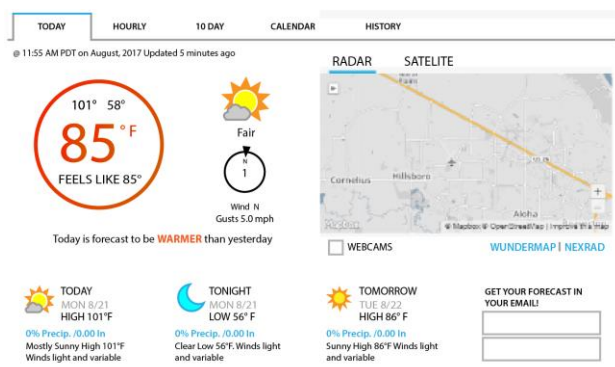 TODAY HOURLY 10 DAY CALENDAR HISTORY
@ 11:55 AM PDT on August, 2017 Updated 5 minutes ago
RADAR SATELITE
101° 58°
85°F
FEELS LIKE 85°
Fair
N
1
Wind N
Gusts 5.0 mph
Today is forecast to be WARMER than yesterday
Cornelius Hillsboro
Aloha
+
© Mapbox © OpenStreetMap | Improve this map
WEBCAMS WUNDERMAP | NEXRAD
TODAY
MON 8/21
HIGH 101°F
0% Precip. /0.00 In
Mostly Sunny High 101°F
Winds light and variable
TONIGHT
MON 8/21
LOW 56° F
0% Precip. /0.00 In
Clear Low 56°F. Winds light
and variable
TOMORROW
TUE 8/22
HIGH 86° F
0% Precip. /0.00 In
Sunny High 86°F Winds light
and variable
GET YOUR FORECAST IN
YOUR EMAIL!